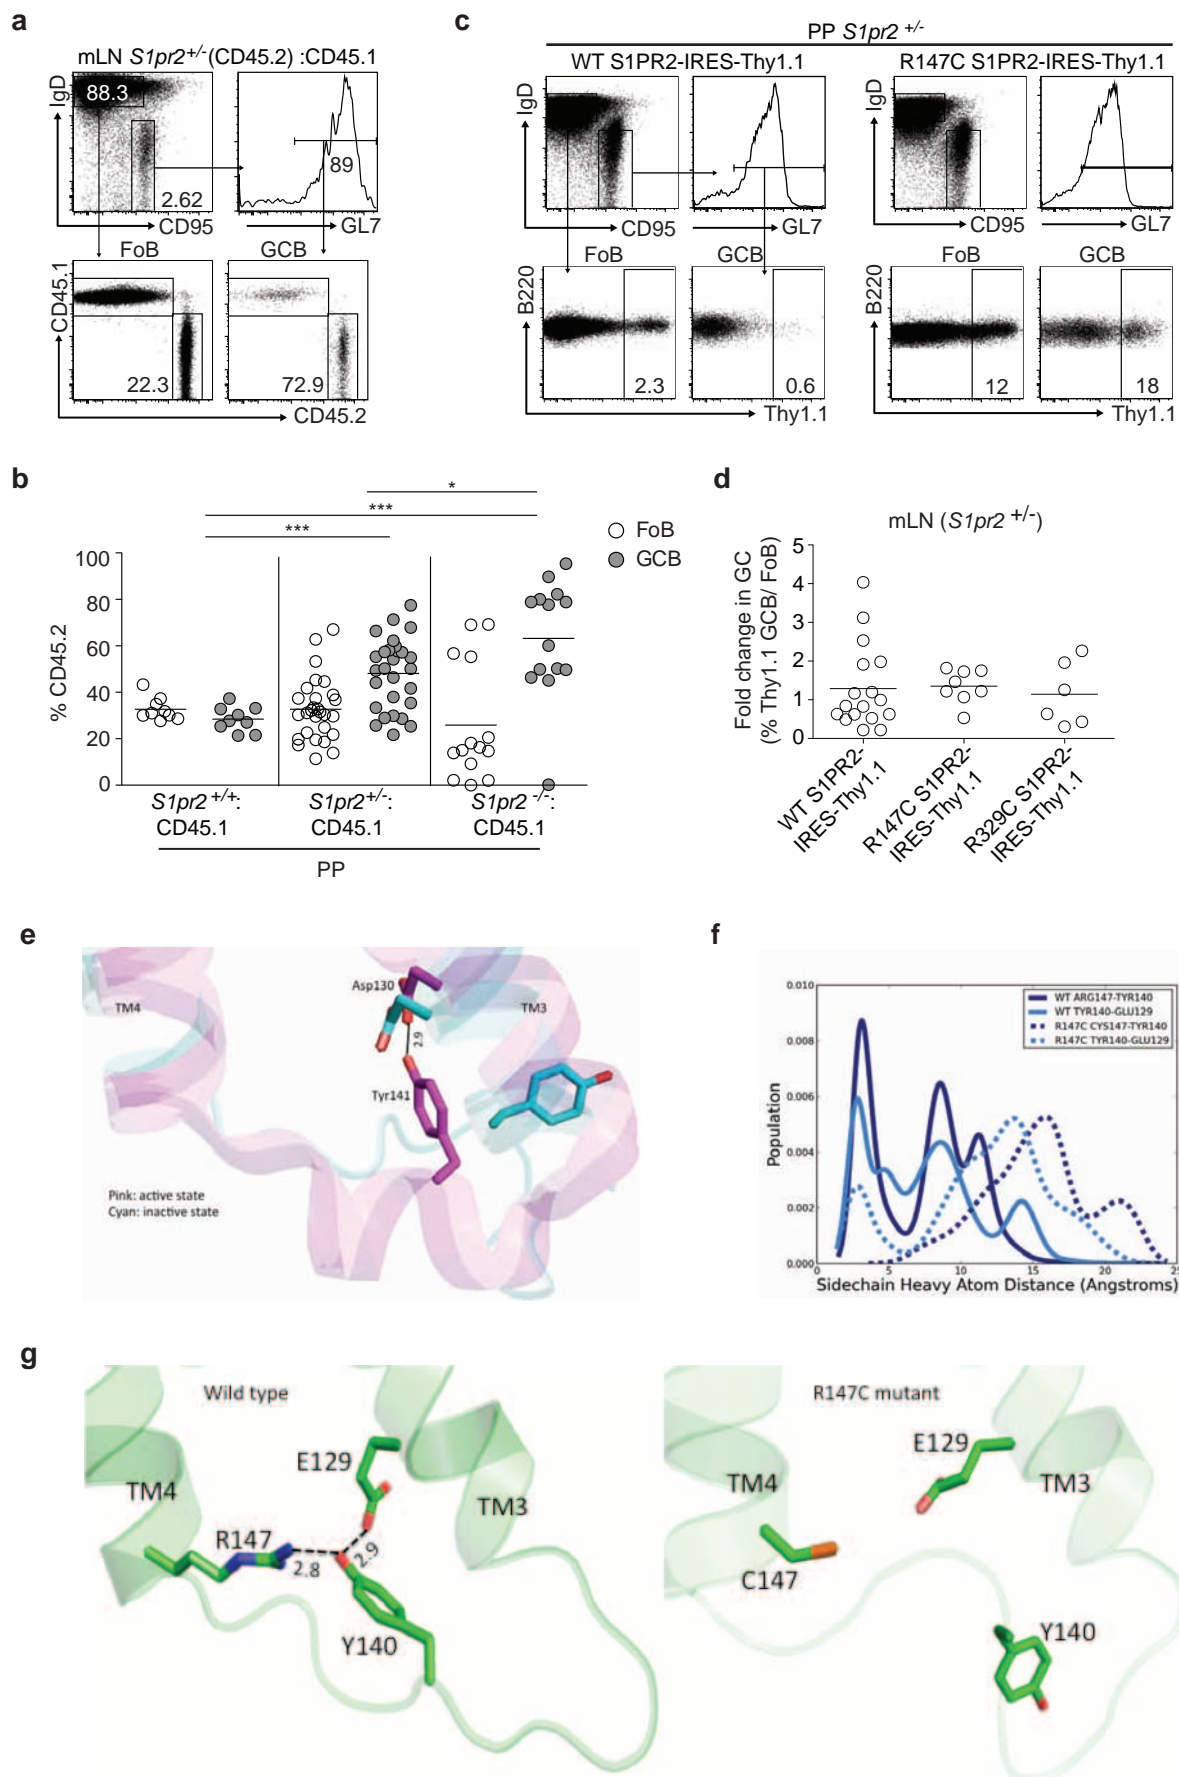 a
mLN S1pr2+/-(CD45.2) :CD45.1
IgD
88.3
2.62
CD95
89
GL7
FoB
GCB
CD45.1
22.3
72.9
CD45.2
c
PP S1pr2 +/-
WT S1PR2-IRES-Thy1.1
R147C S1PR2-IRES-Thy1.1
IgD
CD95
GL7
IgD
CD95
GL7
FoB
GCB
B220
2.3
0.6
Thy1.1
FoB
GCB
B220
12
18
Thy1.1
b
*
***
***
FoB
GCB
% CD45.2
100
80
60
40
20
0
S1pr2 +/+:
CD45.1
S1pr2+/-:
CD45.1
S1pr2 -/-:
CD45.1
PP
d
mLN (S1pr2 +/-)
Fold change in GC
(% Thy1.1 GCB/ FoB)
5
4
3
2
1
0
WT S1PR2-
IRES-Thy1.1
R147C S1PR2-
IRES-Thy1.1
R329C S1PR2-
IRES-Thy1.1
e
Asp130
TM4
TM3
2.9
Tyr141
Pink: active state
Cyan: inactive state
f
WT ARG147-TYR140
WT TYR140-GLU129
R147C CYS147-TYR140
R147C TYR140-GLU129
Population
0.010
0.008
0.006
0.004
0.002
0.000
5
10
15
20
25
Sidechain Heavy Atom Distance (Angstroms)
g
Wild type
E129
TM4
TM3
R147
2.8
2.9
Y140
R147C mutant
E129
TM4
TM3
C147
Y140